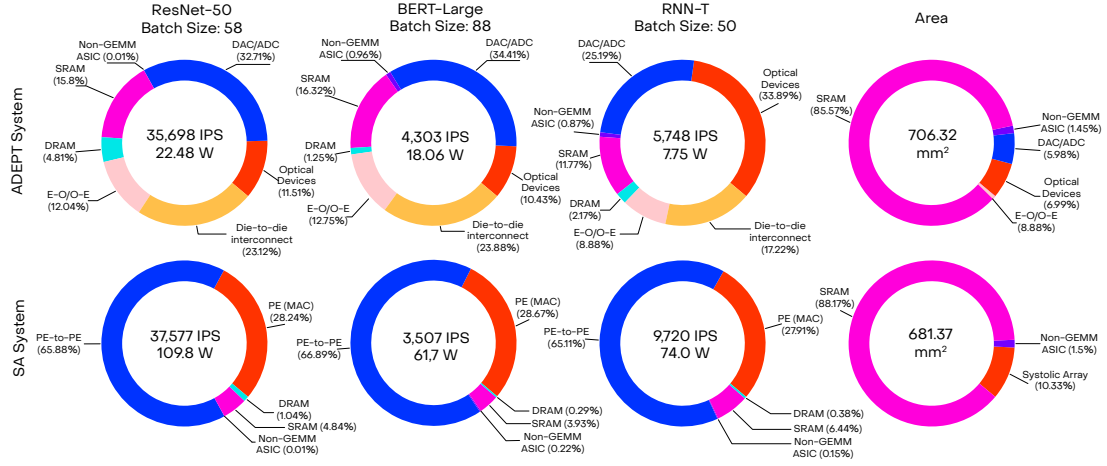 ResNet-50
Batch Size: 58
BERT-Large
Batch Size: 88
RNN-T
Batch Size: 50
Area
ADEPT System
Non-GEMM
ASIC (0.01%)
DAC/ADC
(32.71%)
SRAM
(15.8%)
DRAM
(4.81%)
E-O/O-E
(12.04%)
Optical
Devices
(11.51%)
Die-to-die
interconnect
(23.12%)
35,698 IPS
22.48 W
Non-GEMM
ASIC (0.96%)
DAC/ADC
(34.41%)
SRAM
(16.32%)
DRAM
(1.25%)
E-O/O-E
(12.75%)
Optical
Devices
(10.43%)
Die-to-die
interconnect
(23.88%)
4,303 IPS
18.06 W
DAC/ADC
(25.19%)
Optical
Devices
(33.89%)
Non-GEMM
ASIC (0.87%)
SRAM
(11.77%)
DRAM
(2.17%)
E-O/O-E
(8.88%)
Die-to-die
interconnect
(17.22%)
5,748 IPS
7.75 W
SRAM
(85.57%)
Non-GEMM
ASIC (1.45%)
DAC/ADC
(5.98%)
Optical
Devices
(6.99%)
E-O/O-E
(8.88%)
706.32
mm²
SA System
PE-to-PE
(65.88%)
PE (MAC)
(28.24%)
DRAM
(1.04%)
SRAM (4.84%)
Non-GEMM
ASIC (0.01%)
37,577 IPS
109.8 W
PE-to-PE
(66.89%)
PE (MAC)
(28.67%)
DRAM (0.29%)
SRAM (3.93%)
Non-GEMM
ASIC (0.22%)
3,507 IPS
61,7 W
PE-to-PE
(65.11%)
PE (MAC)
(27.91%)
DRAM (0.38%)
SRAM (6.44%)
Non-GEMM
ASIC (0.15%)
9,720 IPS
74.0 W
SRAM
(88.17%)
Non-GEMM
ASIC (1.5%)
Systolic Array
(10.33%)
681.37
mm²